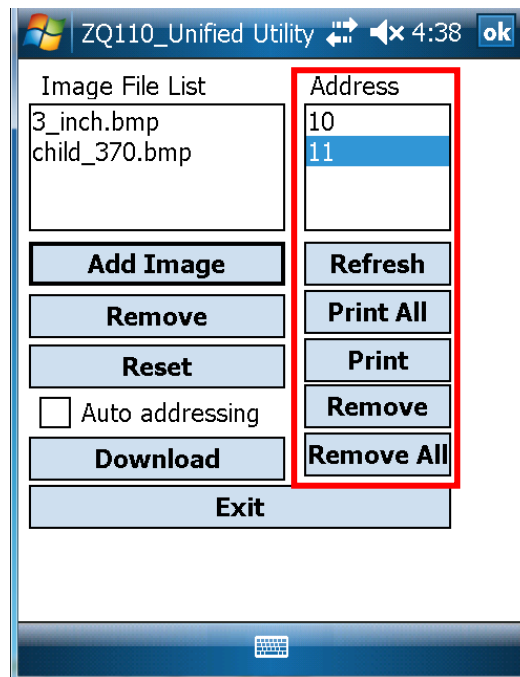 ZQ110_Unified Utility 4:38 ok
Image File List
3_inch.bmp
child_370.bmp
Add Image
Remove
Reset
Auto addressing
Download
Address
10
11
Refresh
Print All
Print
Remove
Remove All
Exit